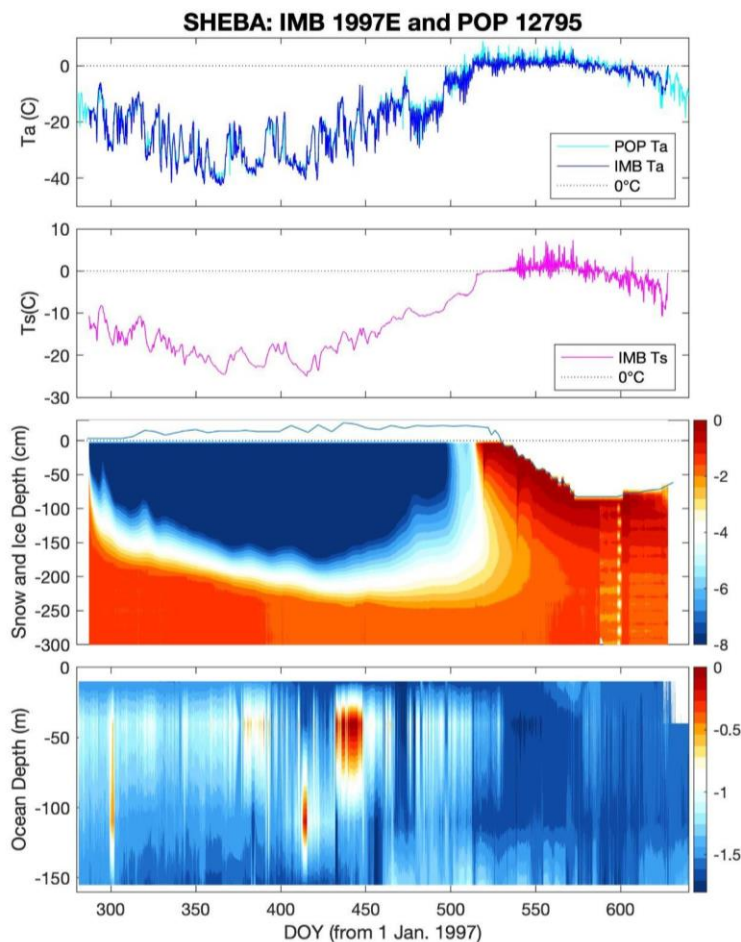 SHEBA: IMB 1997E and POP 12795
0
-20
-40
Ta (C)
POP Ta
IMB Ta
0°C
10
0
-10
-20
-30
Ts(C)
IMB Ts
0°C
0
-50
-100
-150
-200
-250
-300
Snow and Ice Depth (cm)
0
-2
-4
-6
-8
0
-50
-100
-150
Ocean Depth (m)
0
-0.5
-1
-1.5
300 350 400 450 500 550 600
DOY (from 1 Jan. 1997)